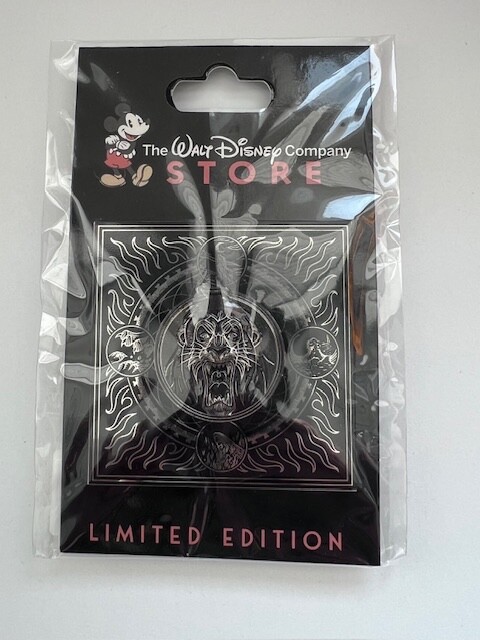 The WALT DISNEY Company
STORE
LIMITED EDITION